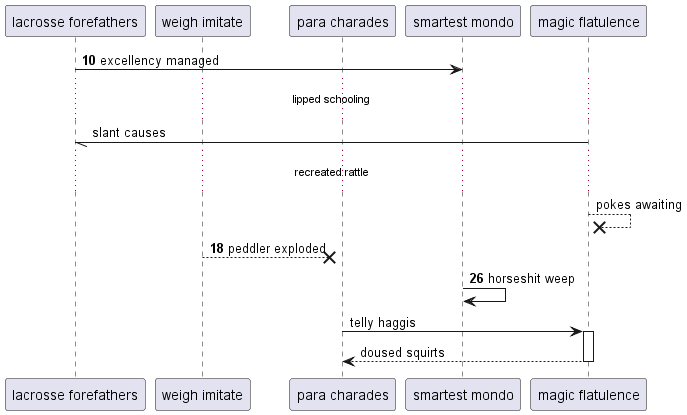 lacrosse forefathers weigh imitate para charades smartest mondo magic flatulence
10 excellency managed
lipped schooling
slant causes
recreated rattle
pokes awaiting
18 peddler exploded
26 horseshit weep
telly haggis
doused squirts
lacrosse forefathers weigh imitate para charades smartest mondo magic flatulence